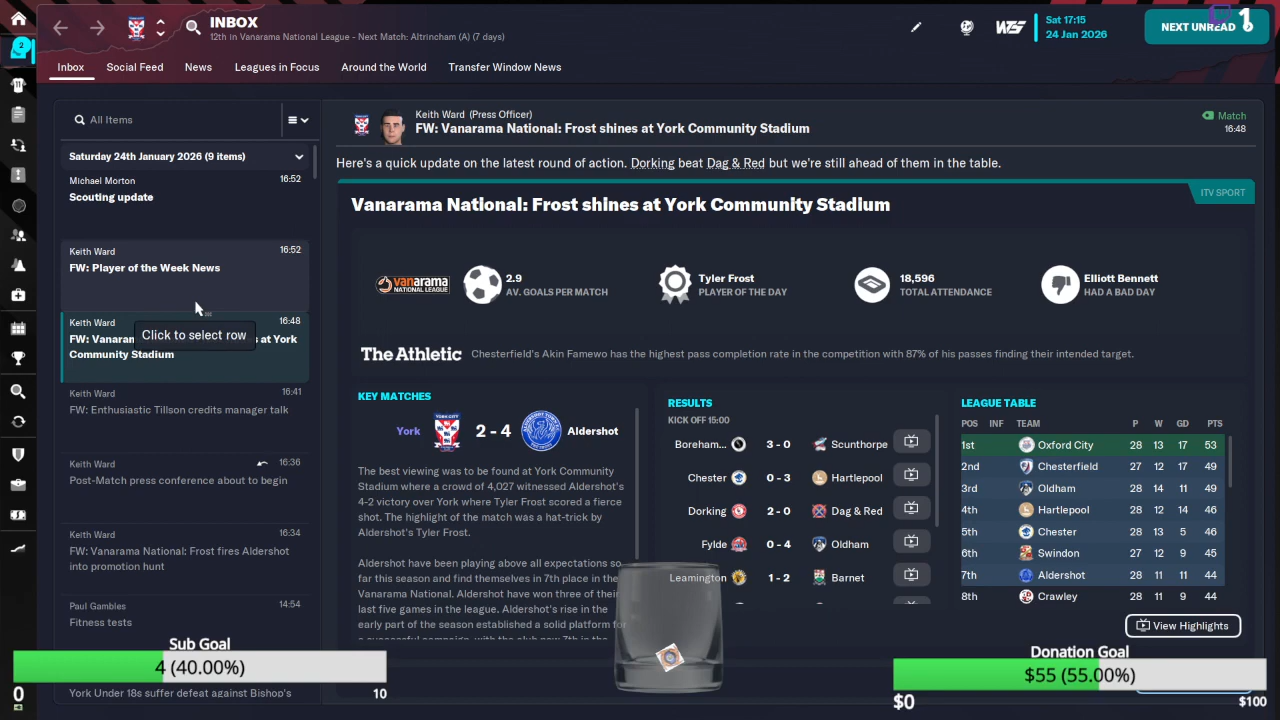 INBOX
12th in Vanarama National League - Next Match: Altrincham (A) (7 days)
Sat 17:15
24 Jan 2026
NEXT UNREAD
1
2
Inbox
Social Feed
News
Leagues in Focus
Around the World
Transfer Window News
All Items
Saturday 24th January 2026 (9 items)
Michael Morton
16:52
Scouting update
Keith Ward
16:52
FW: Player of the Week News
Keith Ward
16:48
FW: Vanaram
s at York
Community Stadium
Click to select row
Keith Ward
16:41
FW: Enthusiastic Tillson credits manager talk
Keith Ward
16:36
Post-Match press conference about to begin
Keith Ward
16:34
FW: Vanarama National: Frost fires Aldershot
into promotion hunt
Paul Gambles
14:54
Fitness tests
York Under 18s suffer defeat against Bishop's
Keith Ward (Press Officer)
FW: Vanarama National: Frost shines at York Community Stadium
Match
16:48
Here's a quick update on the latest round of action. Dorking beat Dag & Red but we're still ahead of them in the table.
ITV SPORT
Vanarama National: Frost shines at York Community Stadium
vanarama
NATIONAL LEAGUE
2.9
AV. GOALS PER MATCH
Tyler Frost
PLAYER OF THE DAY
18,596
TOTAL ATTENDANCE
Elliott Bennett
HAD A BAD DAY
The Athletic
Chesterfield's Akin Famewo has the highest pass completion rate in the competition with 87% of his passes finding their intended target.
KEY MATCHES
York 2 - 4 Aldershot
The best viewing was to be found at York Community
Stadium where a crowd of 4,027 witnessed Aldershot's
4-2 victory over York where Tyler Frost scored a fierce
shot. The highlight of the match was a hat-trick by
Aldershot's Tyler Frost.
Aldershot have been playing above all expectations so
far this season and find themselves in 7th place in the
Vanarama National. Aldershot have won three of their
last five games in the league. Aldershot's rise in the
early part of the season established a solid platform for
a successful campaign, with the club now 7th in the
RESULTS
KICK OFF 15:00
Boreham... 3 - 0 Scunthorpe
Chester 0 - 3 Hartlepool
Dorking 2 - 0 Dag & Red
Fylde 0 - 4 Oldham
Leamington 1 - 2 Barnet
LEAGUE TABLE
POS INF TEAM P W GD PTS
1st Oxford City 28 13 17 53
2nd Chesterfield 27 12 17 49
3rd Oldham 28 14 11 49
4th Hartlepool 28 12 14 46
5th Chester 28 13 5 46
6th Swindon 27 12 9 45
7th Aldershot 28 11 11 44
8th Crawley 28 11 9 44
View Highlights
Sub Goal
4 (40.00%)
0
10
Donation Goal
$55 (55.00%)
$0
$100